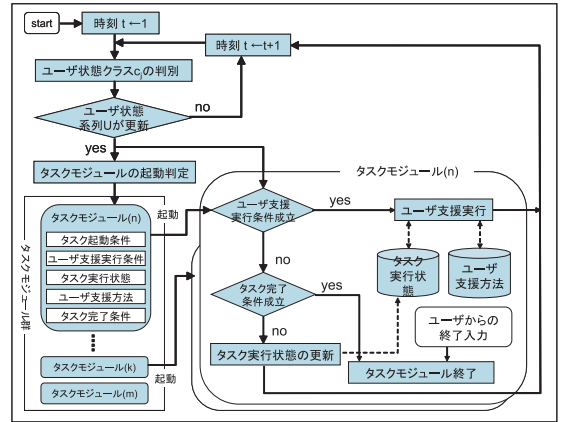 start
時刻 t ←1
時刻 t ←t+1
ユーザ状態クラスcjの判別
ユーザ状態
系列Uが更新
no
yes
タスクモジュールの起動判定
タスクモジュール群
タスクモジュール(n)
タスク起動条件
ユーザ支援実行条件
タスク実行状態
ユーザ支援方法
タスク完了条件
タスクモジュール(k)
タスクモジュール(m)
起動
起動
タスクモジュール(n)
ユーザ支援
実行条件成立
yes
ユーザ支援実行
no
タスク
実行状
態
ユーザ
支援方法
タスク完了
条件成立
yes
no
ユーザからの
終了入力
タスク実行状態の更新
タスクモジュール終了